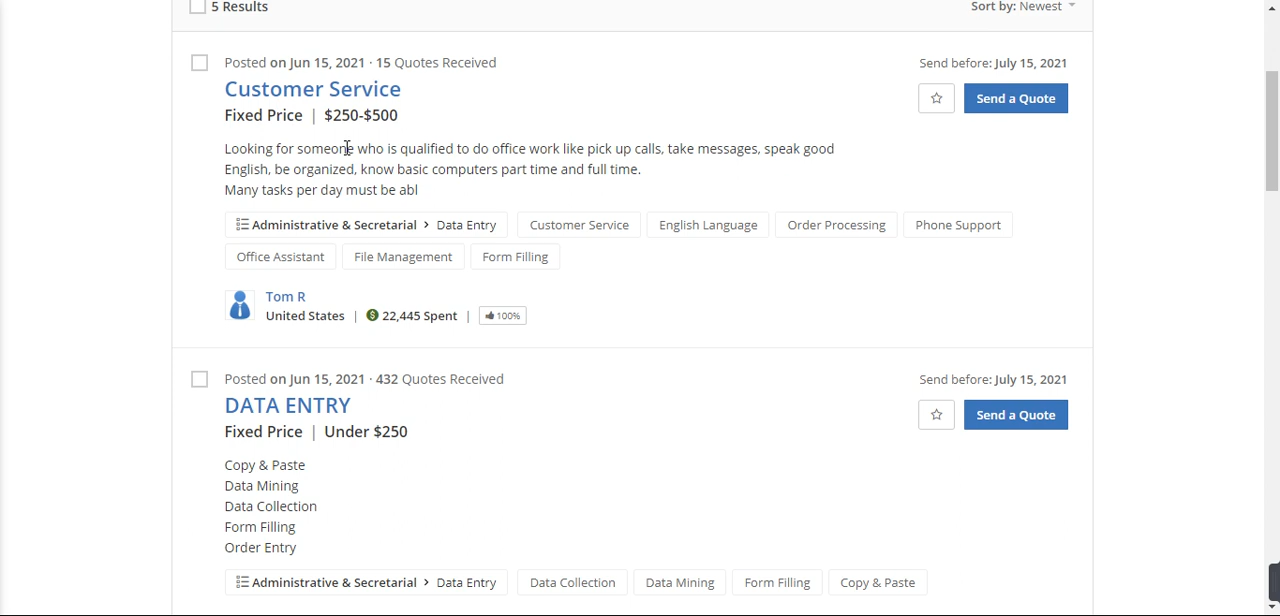 5 Results
Sort by: Newest
Posted on Jun 15, 2021 · 15 Quotes Received
Send before: July 15, 2021
Customer Service
Send a Quote
Fixed Price | $250-$500
Looking for someone who is qualified to do office work like pick up calls, take messages, speak good
English, be organized, know basic computers part time and full time.
Many tasks per day must be abl
Administrative & Secretarial › Data Entry
Customer Service
English Language
Order Processing
Phone Support
Office Assistant
File Management
Form Filling
Tom R
United States | $ 22,445 Spent | 100%
Posted on Jun 15, 2021 · 432 Quotes Received
Send before: July 15, 2021
DATA ENTRY
Send a Quote
Fixed Price | Under $250
Copy & Paste
Data Mining
Data Collection
Form Filling
Order Entry
Administrative & Secretarial › Data Entry
Data Collection
Data Mining
Form Filling
Copy & Paste